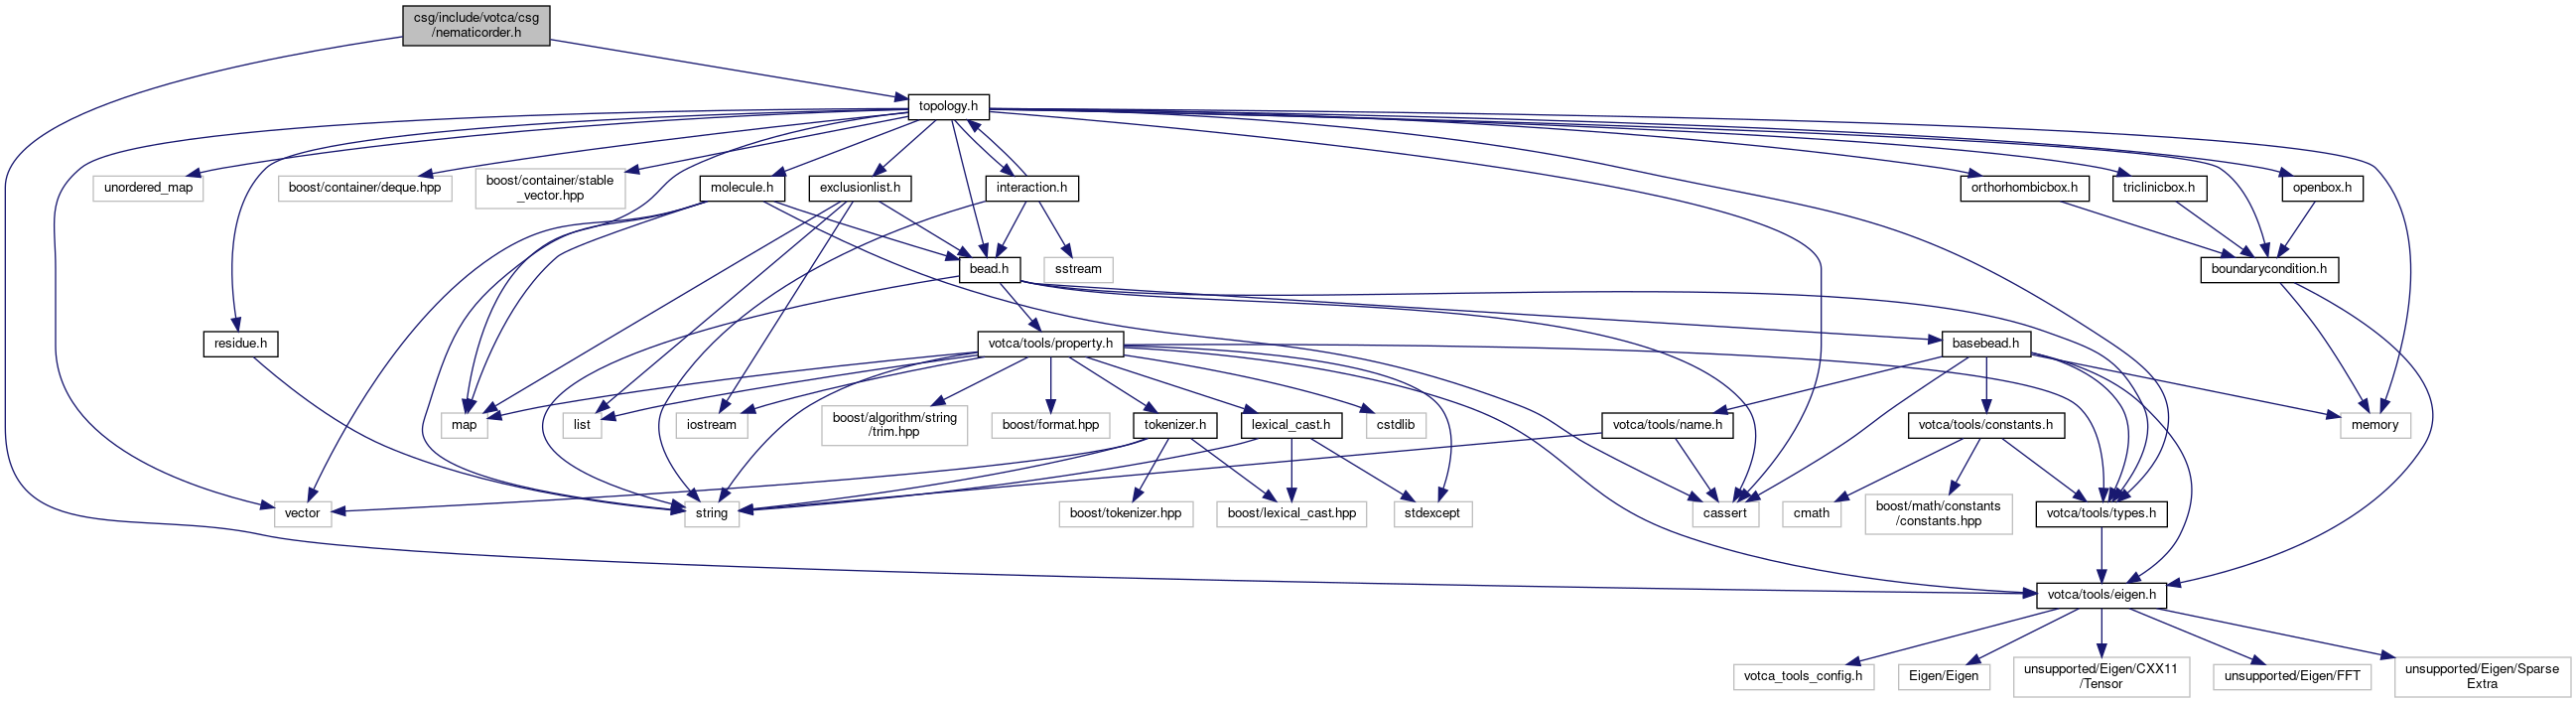 csg/include/votca/csg
/nematicorder.h
topology.h
unordered_map
boost/container/deque.hpp
boost/container/stable
_vector.hpp
molecule.h
exclusionlist.h
interaction.h
orthorhombicbox.h
triclinicbox.h
openbox.h
bead.h
sstream
boundarycondition.h
residue.h
votca/tools/property.h
basebead.h
map
list
iostream
boost/algorithm/string
/trim.hpp
boost/format.hpp
tokenizer.h
lexical_cast.h
cstdlib
votca/tools/name.h
votca/tools/constants.h
memory
vector
string
boost/tokenizer.hpp
boost/lexical_cast.hpp
stdexcept
cassert
cmath
boost/math/constants
/constants.hpp
votca/tools/types.h
votca/tools/eigen.h
votca_tools_config.h
Eigen/Eigen
unsupported/Eigen/CXX11
/Tensor
unsupported/Eigen/FFT
unsupported/Eigen/Sparse
Extra